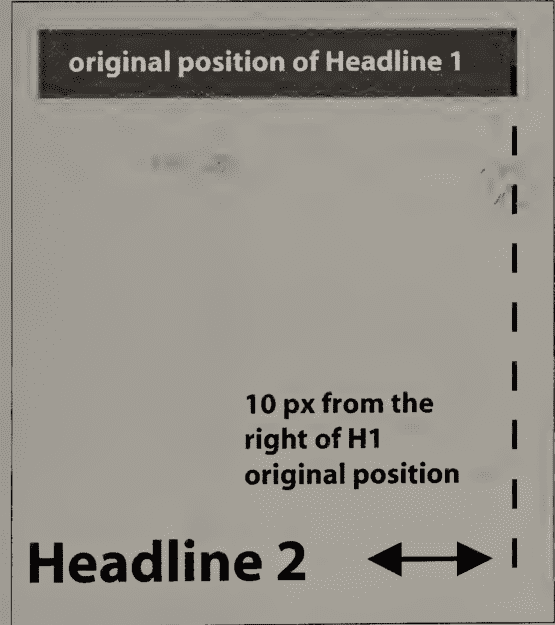 original position of Headline 1
10 px from the
right of H1
original position
Headline 2